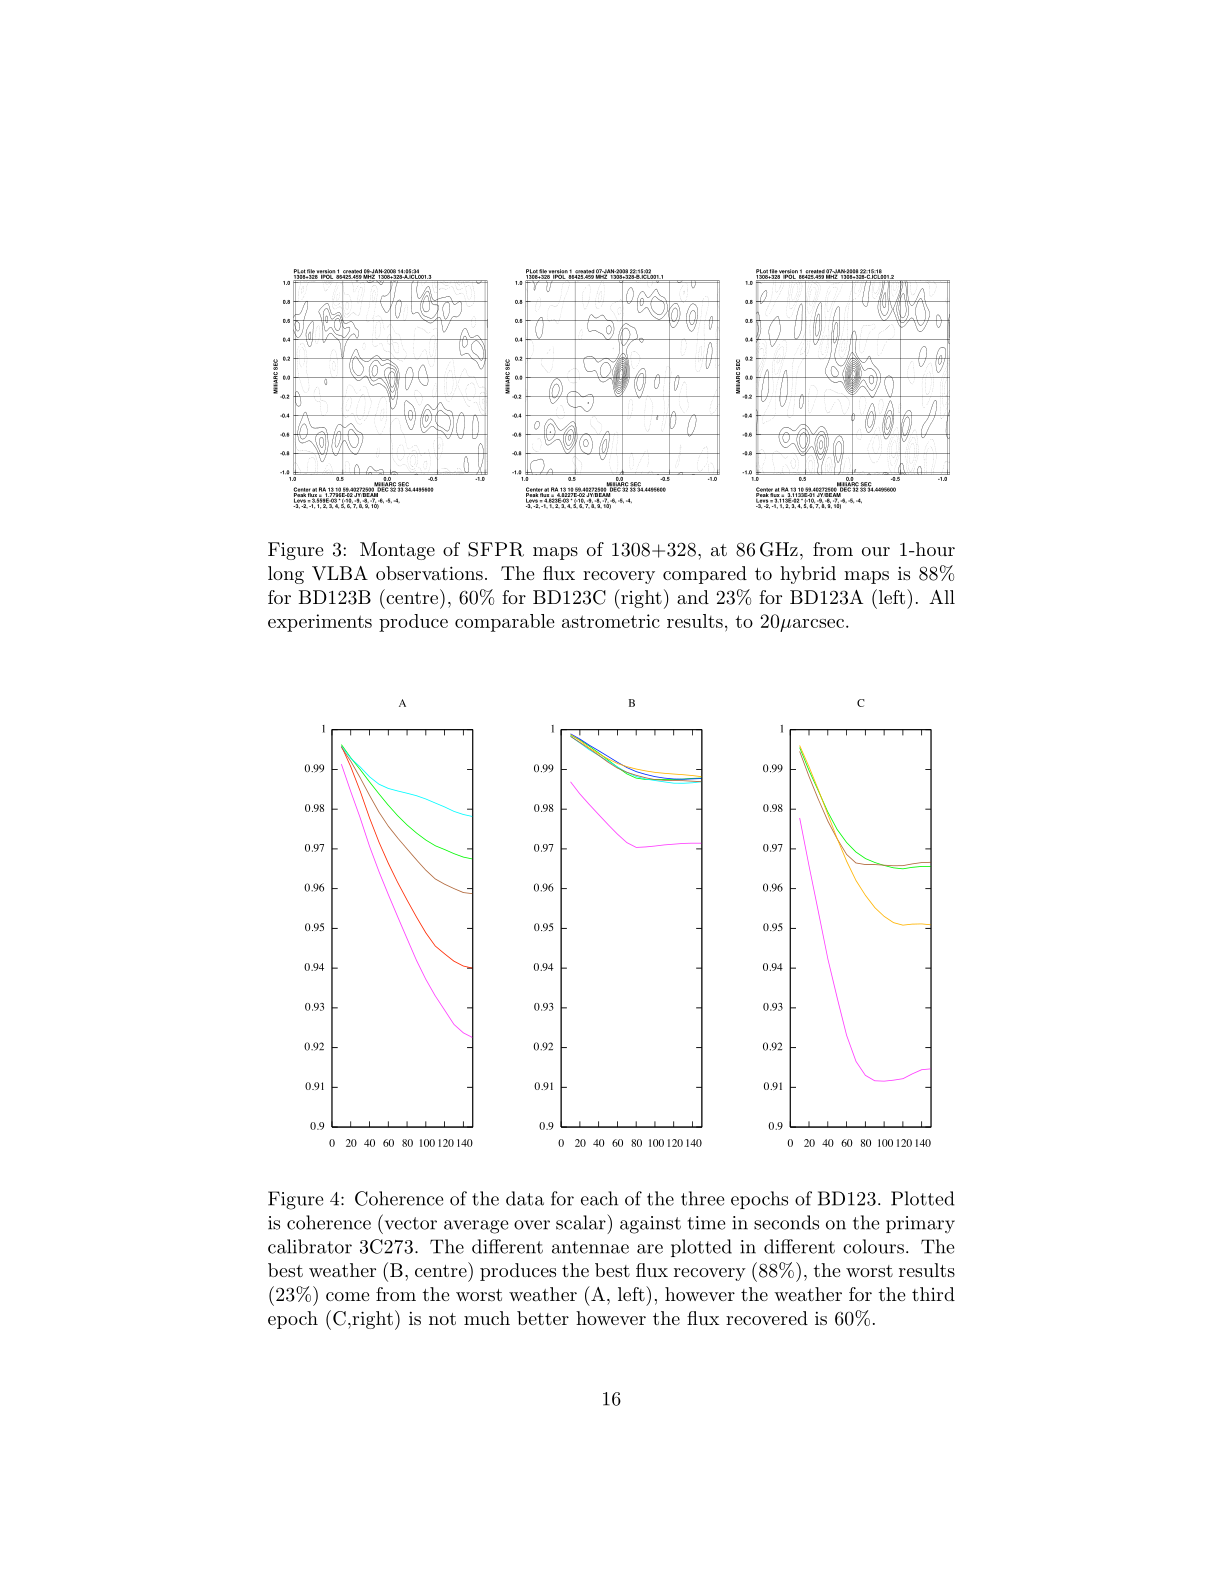 PLot file version 1 created 09-JAN-2008 14:05:34
1308+328 IPOL 86425.459 MHZ 1308+328-A.ICL001.3
1.0
0.8
0.6
0.4
0.2
0.0
-0.2
-0.4
-0.6
-0.8
-1.0
MilliARC SEC
1.0 0.5 0.0 -0.5 -1.0
MilliARC SEC
Center at RA 13 10 59.40272500 DEC 32 33 34.4495600
Peak flux = 1.7796E-02 JY/BEAM
Levs = 3.559E-03 * (-10, -9, -8, -7, -6, -5, -4,
-3, -2, -1, 1, 2, 3, 4, 5, 6, 7, 8, 9, 10)
PLot file version 1 created 07-JAN-2008 22:15:02
1308+328 IPOL 86425.459 MHZ 1308+328-B.ICL001.1
1.0
0.8
0.6
0.4
0.2
0.0
-0.2
-0.4
-0.6
-0.8
-1.0
MilliARC SEC
1.0 0.5 0.0 -0.5 -1.0
MilliARC SEC
Center at RA 13 10 59.40272500 DEC 32 33 34.4495600
Levs = 4.823E-03 * (-10, -9, -8, -7, -6, -5, -4,
-3, -2, -1, 1, 2, 3, 4, 5, 6, 7, 8, 9, 10)
PLot file version 1 created 07-JAN-2008 22:15:18
1308+328 IPOL 86425.459 MHZ 1308+328-C.ICL001.2
1.0
0.8
0.6
0.4
0.2
0.0
-0.2
-0.4
-0.6
-0.8
-1.0
MilliARC SEC
1.0 0.5 0.0 -0.5 -1.0
MilliARC SEC
Center at RA 13 10 59.40272500 DEC 32 33 34.4495600
Peak flux = 3.1133E-01 JY/BEAM
Levs = 3.113E-02 * (-10, -9, -8, -7, -6, -5, -4,
-3, -2, -1, 1, 2, 3, 4, 5, 6, 7, 8, 9, 10)
Figure 3: Montage of SFPR maps of 1308+328, at 86 GHz, from our 1-hour
long VLBA observations. The flux recovery compared to hybrid maps is 88%
for BD123B (centre), 60% for BD123C (right) and 23% for BD123A (left). All
experiments produce comparable astrometric results, to 20μarcsec.
A
1
0.99
0.98
0.97
0.96
0.95
0.94
0.93
0.92
0.91
0.9
0 20 40 60 80 100 120 140
B
1
0.99
0.98
0.97
0.96
0.95
0.94
0.93
0.92
0.91
0.9
0 20 40 60 80 100 120 140
C
1
0.99
0.98
0.97
0.96
0.95
0.94
0.93
0.92
0.91
0.9
0 20 40 60 80 100 120 140
Figure 4: Coherence of the data for each of the three epochs of BD123. Plotted
is coherence (vector average over scalar) against time in seconds on the primary
calibrator 3C273. The different antennae are plotted in different colours. The
best weather (B, centre) produces the best flux recovery (88%), the worst results
(23%) come from the worst weather (A, left), however the weather for the third
epoch (C,right) is not much better however the flux recovered is 60%.
16